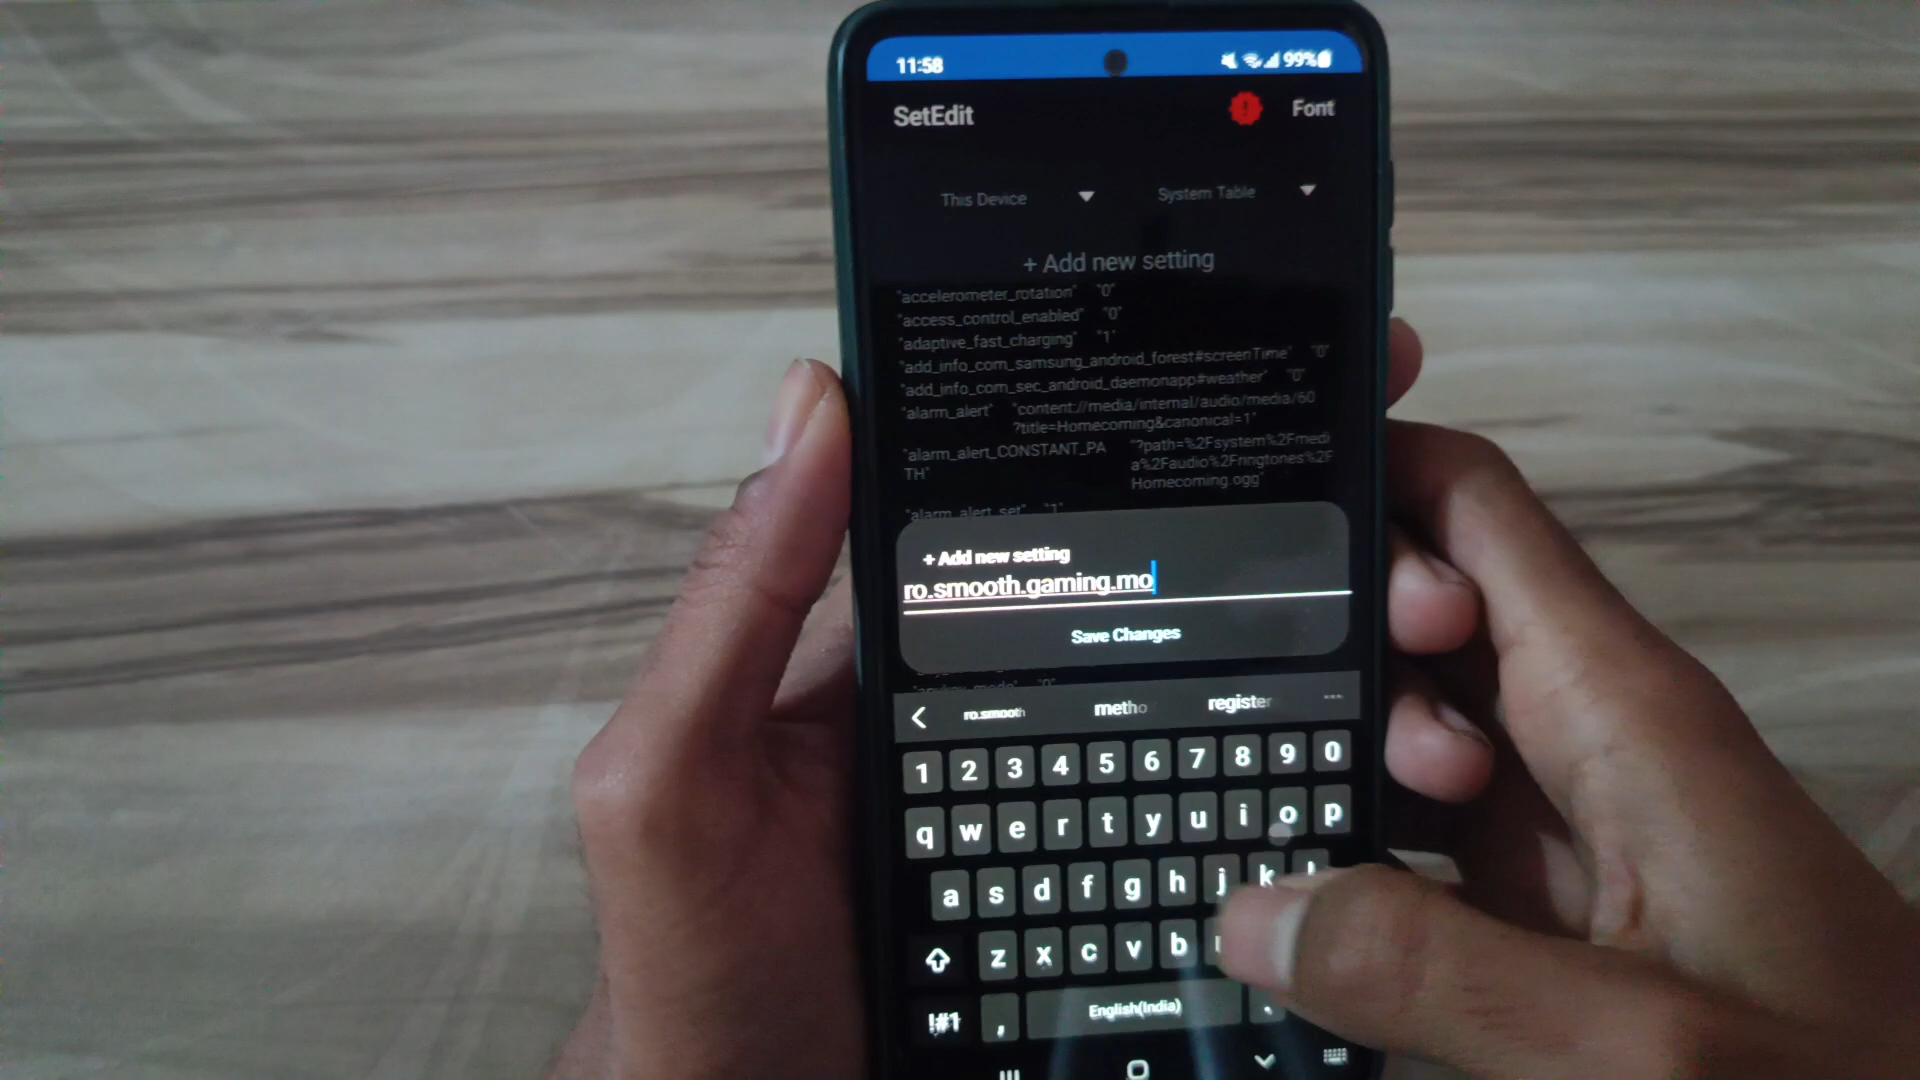 11:58 99%
SetEdit Font
This Device System Table
+ Add new setting
"accelerometer_rotation" "0"
"access_control_enabled" "0"
"adaptive_fast_charging" "1"
"add_info_com_samsung_android_forest#screenTime" "0"
"add_info_com_sec_android_daemonapp#weather" "0"
"alarm_alert" "content://media/internal/audio/media/60
?title=Homecoming&canonical=1"
"alarm_alert_CONSTANT_PA "?path=%2Fsystem%2Fmedi
TH" a%2Faudio%2Fringtones%2F
Homecoming.ogg"
"alarm_alert_set" "1"
+ Add new setting
ro.smooth.gaming.mo
Save Changes
ro.smooth metho register ...
1 2 3 4 5 6 7 8 9 0
q w e r t y u i o p
a s d f g h j k
z x c v b
!#1 , English(India)